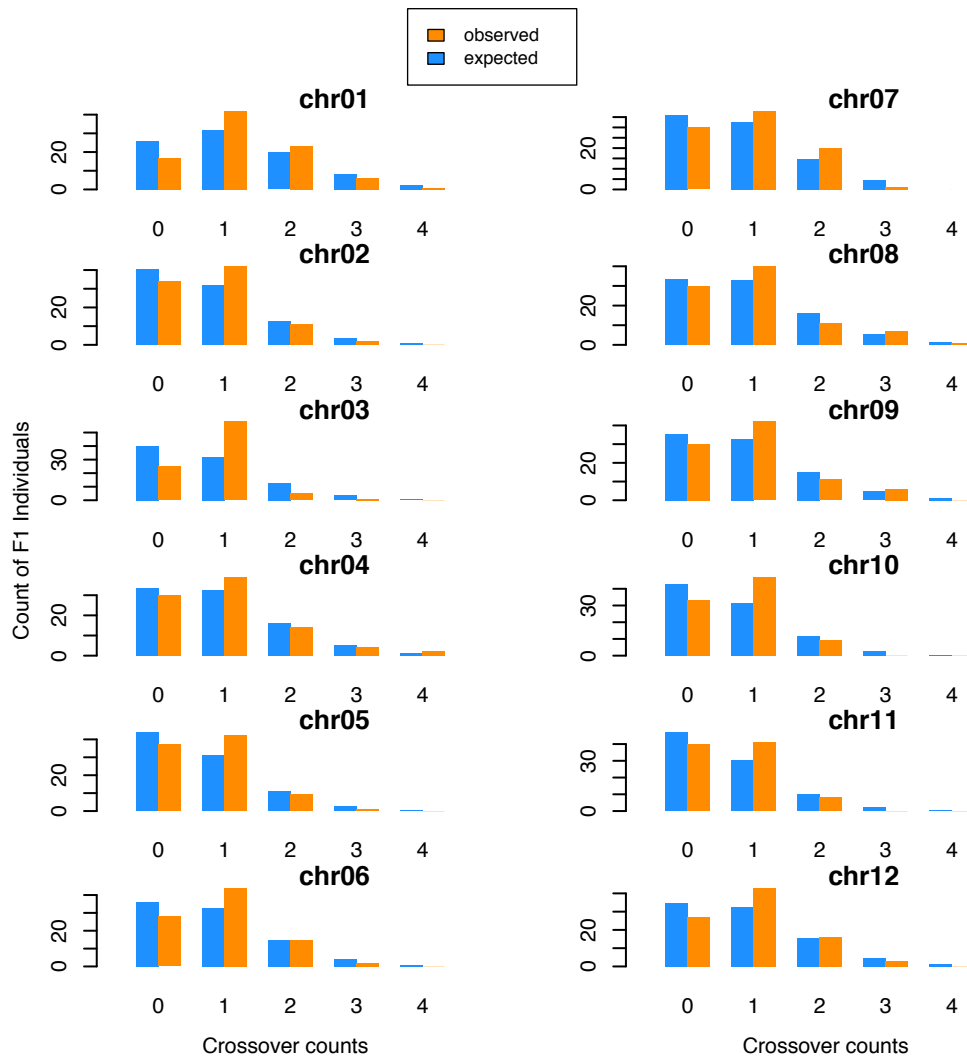 observed
expected
chr01
20
0
0 1 2 3 4
chr02
20
0
0 1 2 3 4
chr03
30
0
0 1 2 3 4
chr04
20
0
0 1 2 3 4
chr05
20
0
0 1 2 3 4
chr06
20
0
0 1 2 3 4
Crossover counts
Count of F1 Individuals
chr07
20
0
0 1 2 3 4
chr08
20
0
0 1 2 3 4
chr09
20
0
0 1 2 3 4
chr10
30
0
0 1 2 3 4
chr11
30
0
0 1 2 3 4
chr12
20
0
0 1 2 3 4
Crossover counts